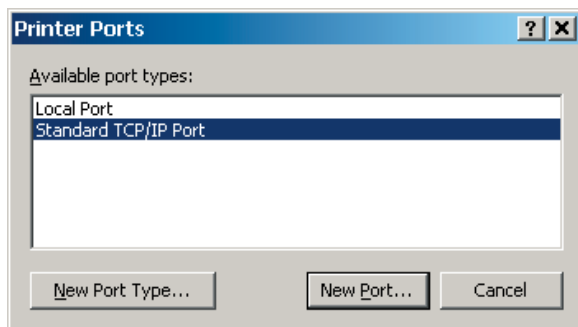 Printer Ports
Available port types:
Local Port
Standard TCP/IP Port
New Port Type...
New Port...
Cancel